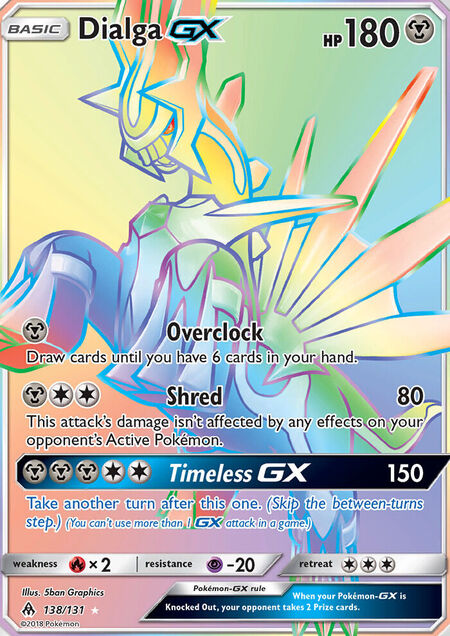 BASIC Dialga GX HP 180
Overclock
Draw cards until you have 6 cards in your hand.
Shred 80
This attack's damage isn't affected by any effects on your
opponent's Active Pokémon.
Timeless GX 150
Take another turn after this one. (Skip the between-turns
step.) (You can't use more than 1 GX attack in a game.)
weakness × 2 resistance -20 retreat
Illus. 5ban Graphics
Pokémon-GX rule
When your Pokémon-GX is
138/131
Knocked Out, your opponent takes 2 Prize cards.
©2018 Pokémon